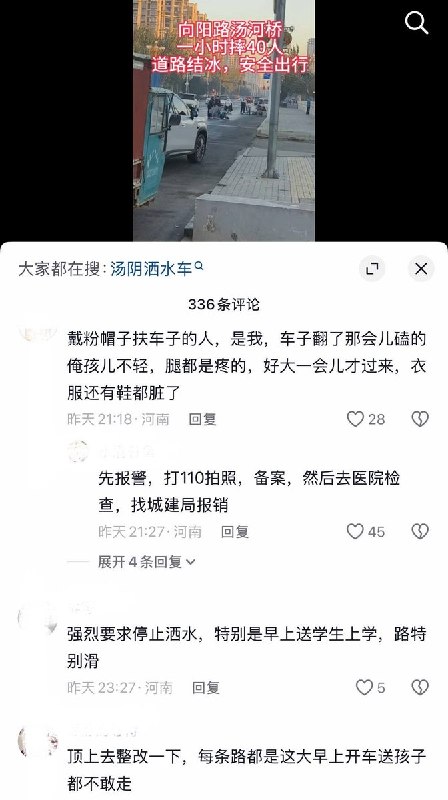 向阳路汤河桥
一小时摔40人
道路结冰，安全出行
大家都在搜：汤阴洒水车
336条评论
戴粉帽子扶车子的人，是我，车子翻了那会儿磕的
俺孩儿不轻，腿都是疼的，好大一会儿才过来，衣
服还有鞋都脏了
昨天21:18·河南 回复 28
先报警，打110拍照，备案，然后去医院检
查，找城建局报销
昨天21:27·河南 回复 45
展开4条回复
强烈要求停止洒水，特别是早上送学生上学，路特
别滑
昨天23:27·河南 回复 5
顶上去整改一下，每条路都是这大早上开车送孩子
都不敢走